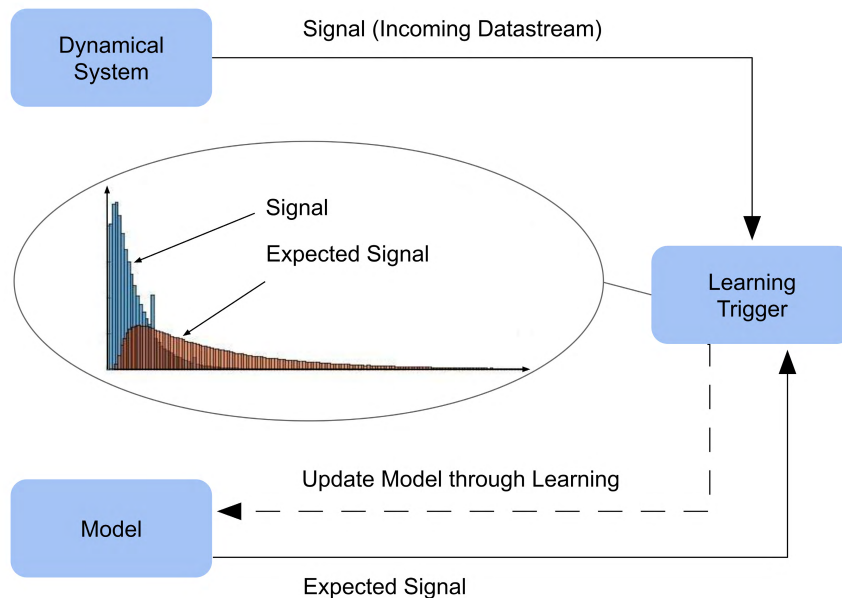 Signal (Incoming Datastream)
Dynamical
System
Signal
Expected Signal
Learning
Trigger
Update Model through Learning
Model
Expected Signal